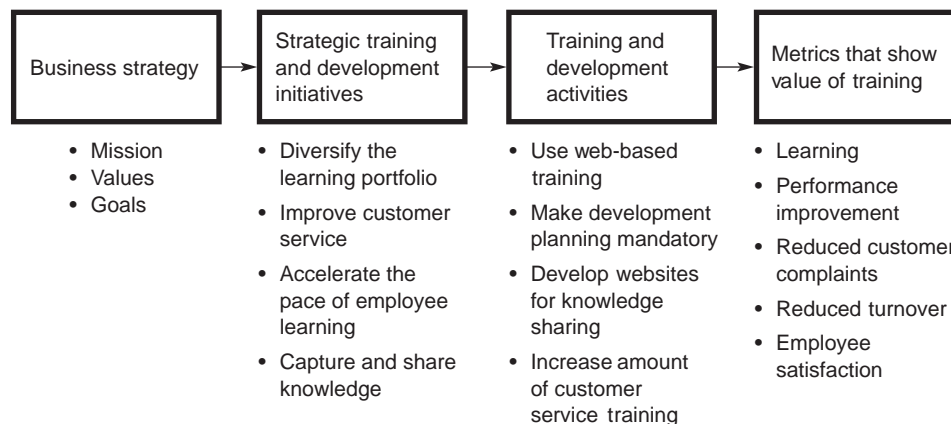 Business strategy
• Mission
• Values
• Goals
Strategic training
and development
initiatives
• Diversify the
learning portfolio
• Improve customer
service
• Accelerate the
pace of employee
learning
• Capture and share
knowledge
Training and
development
activities
• Use web-based
training
• Make development
planning mandatory
• Develop websites
for knowledge
sharing
• Increase amount
of customer
service training
Metrics that show
value of training
• Learning
• Performance
improvement
• Reduced customer
complaints
• Reduced turnover
• Employee
satisfaction